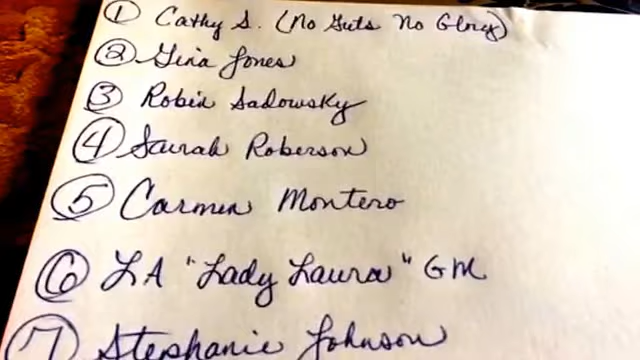 ① Cathy S. (No Guts No Glory)
② Gina Jones
③ Robin Sadowsky
④ Saurah Roberson
⑤ Carmen Montero
⑥ LA "Lady Laura" GM
⑦ Stephanie Johnson